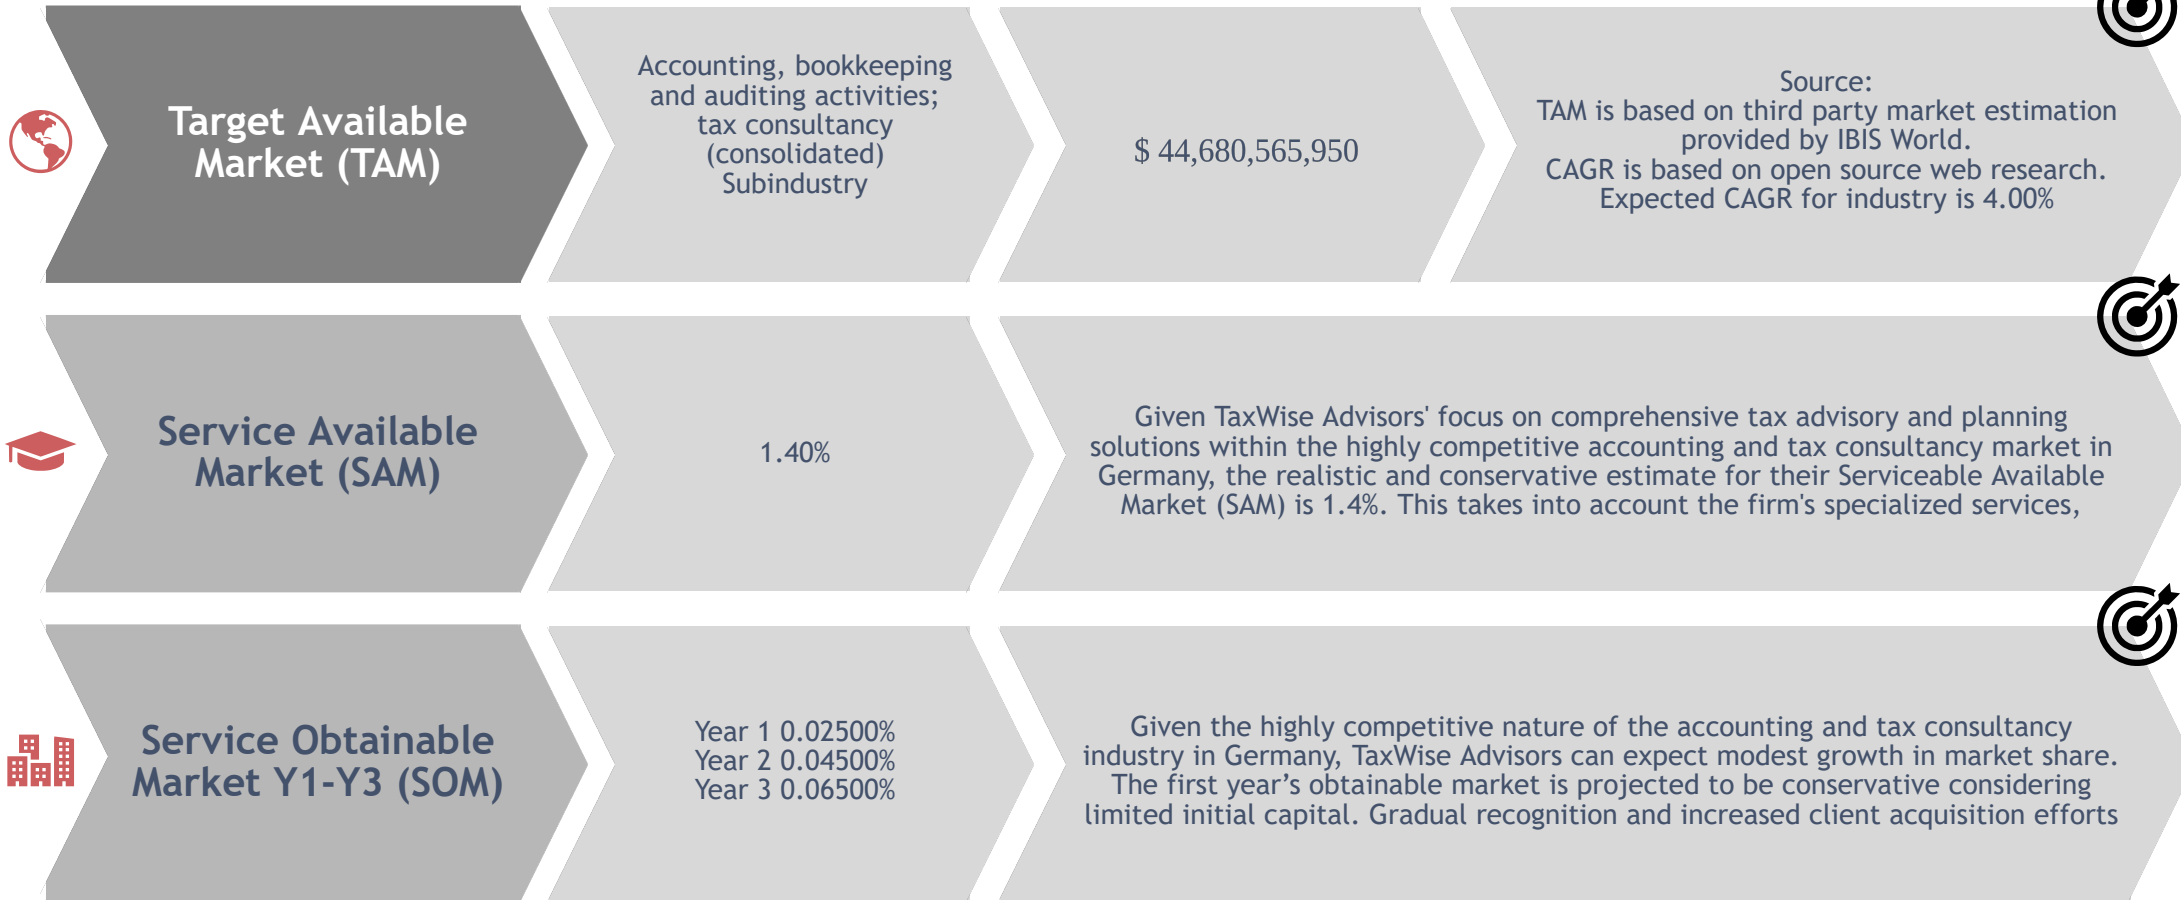 Target Available
Market (TAM)
Accounting, bookkeeping
and auditing activities;
tax consultancy
(consolidated)
Subindustry
$ 44,680,565,950
Source:
TAM is based on third party market estimation
provided by IBIS World.
CAGR is based on open source web research.
Expected CAGR for industry is 4.00%
Service Available
Market (SAM)
1.40%
Given TaxWise Advisors' focus on comprehensive tax advisory and planning
solutions within the highly competitive accounting and tax consultancy market in
Germany, the realistic and conservative estimate for their Serviceable Available
Market (SAM) is 1.4%. This takes into account the firm's specialized services,
Service Obtainable
Market Y1-Y3 (SOM)
Year 1 0.02500%
Year 2 0.04500%
Year 3 0.06500%
Given the highly competitive nature of the accounting and tax consultancy
industry in Germany, TaxWise Advisors can expect modest growth in market share.
The first year’s obtainable market is projected to be conservative considering
limited initial capital. Gradual recognition and increased client acquisition efforts